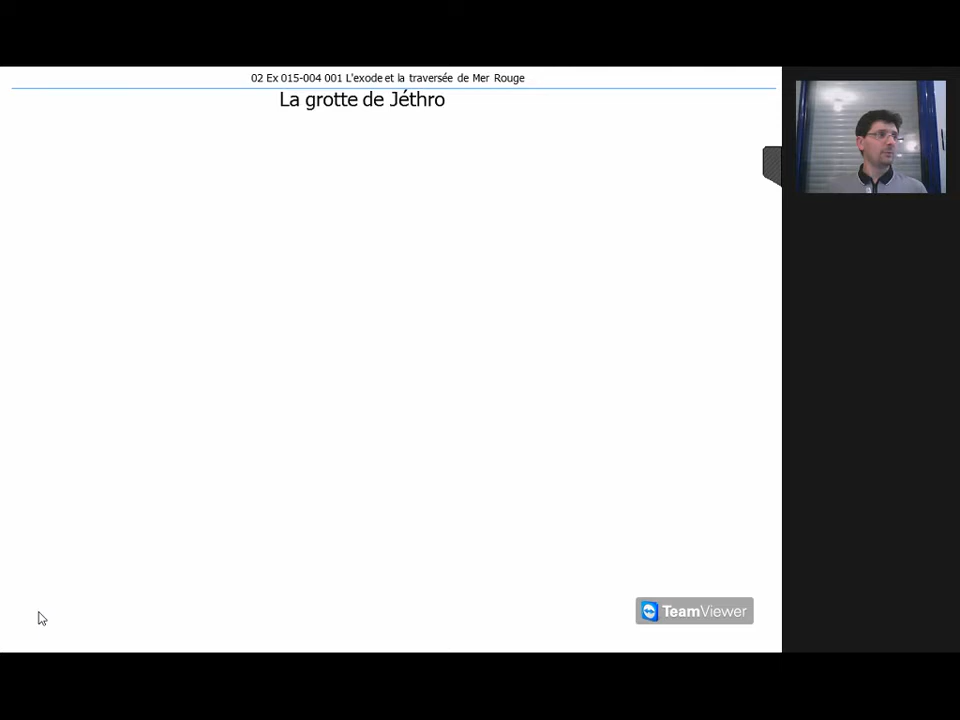 02 Ex 015-004 001 L'exode et la traversée de Mer Rouge
La grotte de Jéthro
TeamViewer